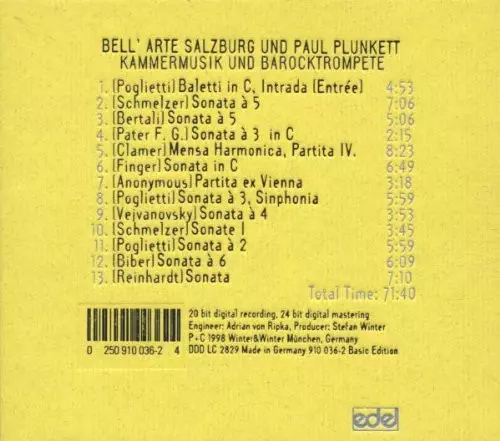 BELL' ARTE SALZBURG UND PAUL PLUNKETT
KAMMERMUSIK UND BAROCKTROMPETE
1. (Poglietti) Baletti in C, Intrada (Entrée) 4:53
2. (Schmelzer) Sonata à 5 7:06
3. (Bertali) Sonata à 5 5:06
4. (Pater F. G.) Sonata à 3 in C 2:15
5. (Clamer) Mensa Harmonica, Partita IV. 8:23
6. (Finger) Sonata in C 6:49
7. (Anonymous) Partita ex Vienna 3:18
8. (Poglietti) Sonata à 3, Sinphonia 5:59
9. (Vejvanovsky) Sonata à 4 3:53
10. (Schmelzer) Sonate I 3:45
11. (Poglietti) Sonata à 2 5:59
12. (Biber) Sonata à 6 6:09
13. (Reinhardt) Sonata 7:10
Total Time: 71:40
20 bit digital recording, 24 bit digital mastering
Engineer: Adrian von Ripka, Producer: Stefan Winter
P + C 1998 Winter&Winter München, Germany
DDD LC 2829 Made in Germany 910 036-2 Basic Edition
0 250910 036-2 4
edel